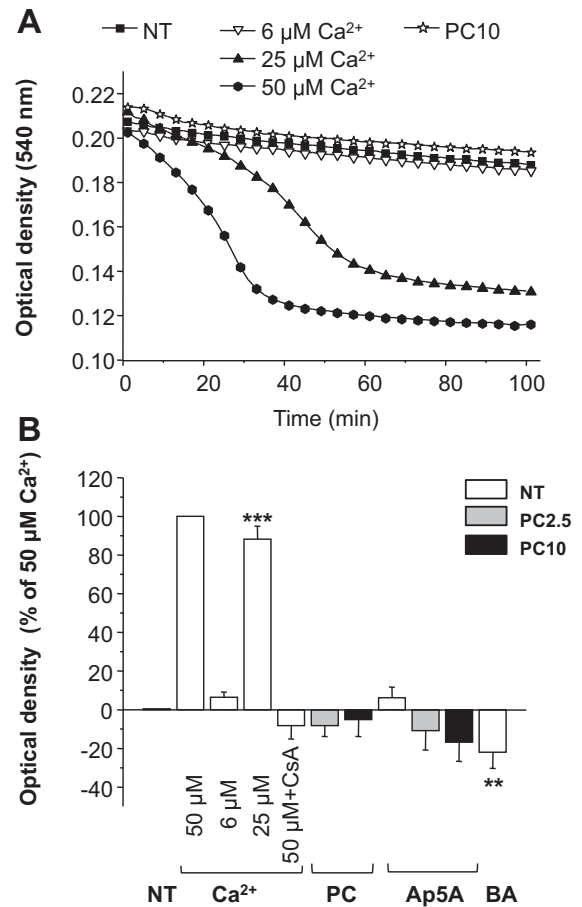 A
NT
6 µM Ca²⁺
PC10
25 µM Ca²⁺
50 µM Ca²⁺
Optical density (540 nm)
0.22
0.20
0.18
0.16
0.14
0.12
0.10
0 20 40 60 80 100
Time (min)
B
Optical density (% of 50 µM Ca²⁺)
120
100
80
60
40
20
0
-20
-40
***
**
NT
PC2.5
PC10
50 µM
6 µM
25 µM
50 µM+CsA
NT Ca²⁺ PC Ap5A BA